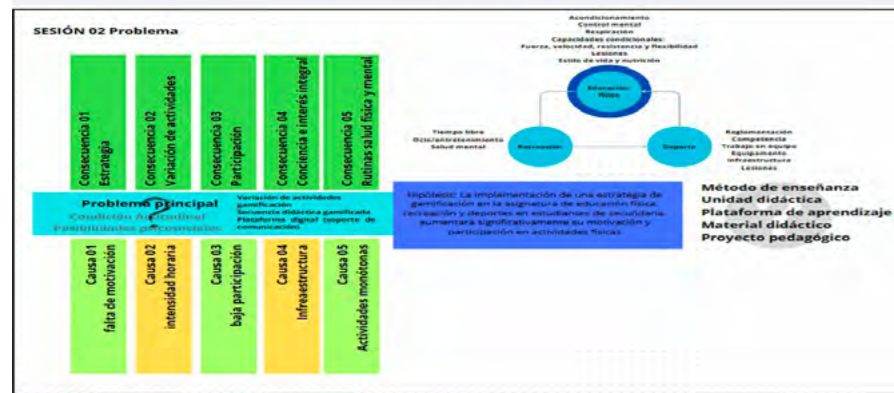 SESIÓN 02 Problema
Consecuencia 01
Estrategia
Consecuencia 02
Variación de actividades
Consecuencia 03
Participación
Consecuencia 04
Conciencia e interés integral
Consecuencia 05
Rutinas sa lud física y mental
Problema principal
Condición Actitudinal
Posibilidades psicosociales
Variación de actividades
gamificación
Secuencia didáctica gamificada
Plataforma digital (soporte de
comunicación)
Causa 01
falta de motivación
Causa 02
intensidad horaria
Causa 03
baja participación
Causa 04
Infraestructura
Causa 05
Actividades monótonas
Acondicionamiento
Control mental
Respiración
Capacidades condicionales:
Fuerza, velocidad, resistencia y flexibilidad
Lesiones
Estilo de vida y nutrición
Educación
física
Tiempo libre
Ocio/entretenimiento
Salud mental
Recreación
Deporte
Reglamentación
Competencia
Trabajo en equipo
Equipamento
Infraestructura
Lesiones
Hipótesis: La implementación de una estrategia de
gamificación en la asignatura de educación física,
recreación y deportes en estudiantes de secundaria
aumentara significativamente su motivación y
participación en actividades físicas
Método de enseñanza
Unidad didáctica
Plataforma de aprendizaje
Material didáctico
Proyecto pedagógico